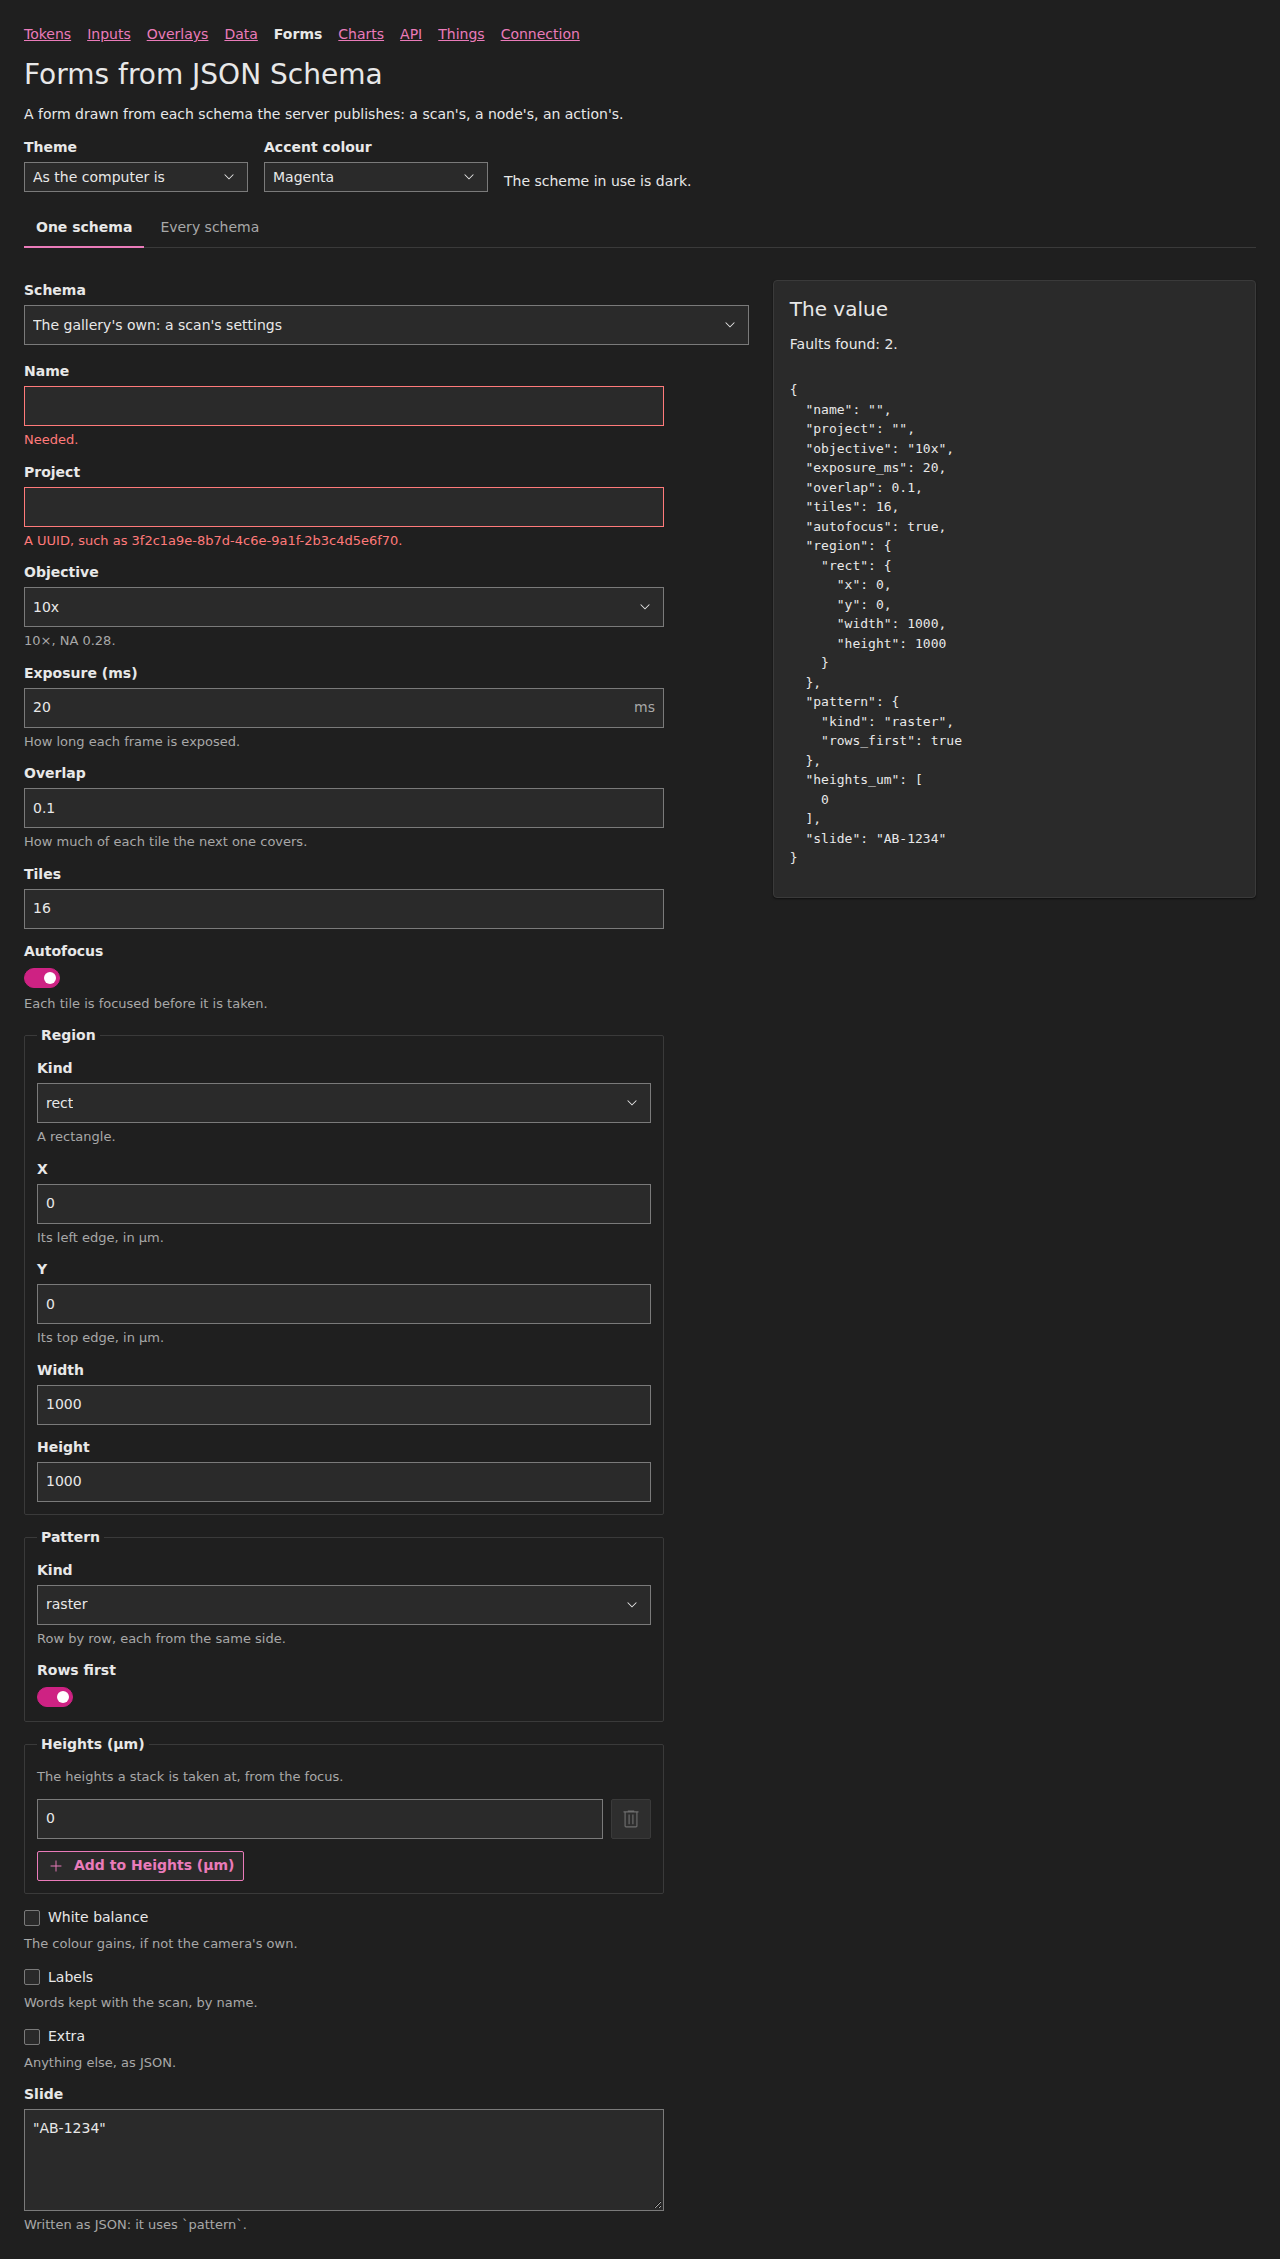 Tokens Inputs Overlays Data Forms Charts API Things Connection
Forms from JSON Schema
A form drawn from each schema the server publishes: a scan's, a node's, an action's.
Theme
As the computer is
Accent colour
Magenta
The scheme in use is dark.
One schema Every schema
Schema
The gallery's own: a scan's settings
Name
Needed.
Project
A UUID, such as 3f2c1a9e-8b7d-4c6e-9a1f-2b3c4d5e6f70.
Objective
10x
10×, NA 0.28.
Exposure (ms)
20 ms
How long each frame is exposed.
Overlap
0.1
How much of each tile the next one covers.
Tiles
16
Autofocus
Each tile is focused before it is taken.
Region
Kind
rect
A rectangle.
X
0
Its left edge, in µm.
Y
0
Its top edge, in µm.
Width
1000
Height
1000
Pattern
Kind
raster
Row by row, each from the same side.
Rows first
Heights (µm)
The heights a stack is taken at, from the focus.
0
Add to Heights (µm)
White balance
The colour gains, if not the camera's own.
Labels
Words kept with the scan, by name.
Extra
Anything else, as JSON.
Slide
"AB-1234"
Written as JSON: it uses `pattern`.
The value
Faults found: 2.
{
"name": "",
"project": "",
"objective": "10x",
"exposure_ms": 20,
"overlap": 0.1,
"tiles": 16,
"autofocus": true,
"region": {
"rect": {
"x": 0,
"y": 0,
"width": 1000,
"height": 1000
}
},
"pattern": {
"kind": "raster",
"rows_first": true
},
"heights_um": [
0
],
"slide": "AB-1234"
}